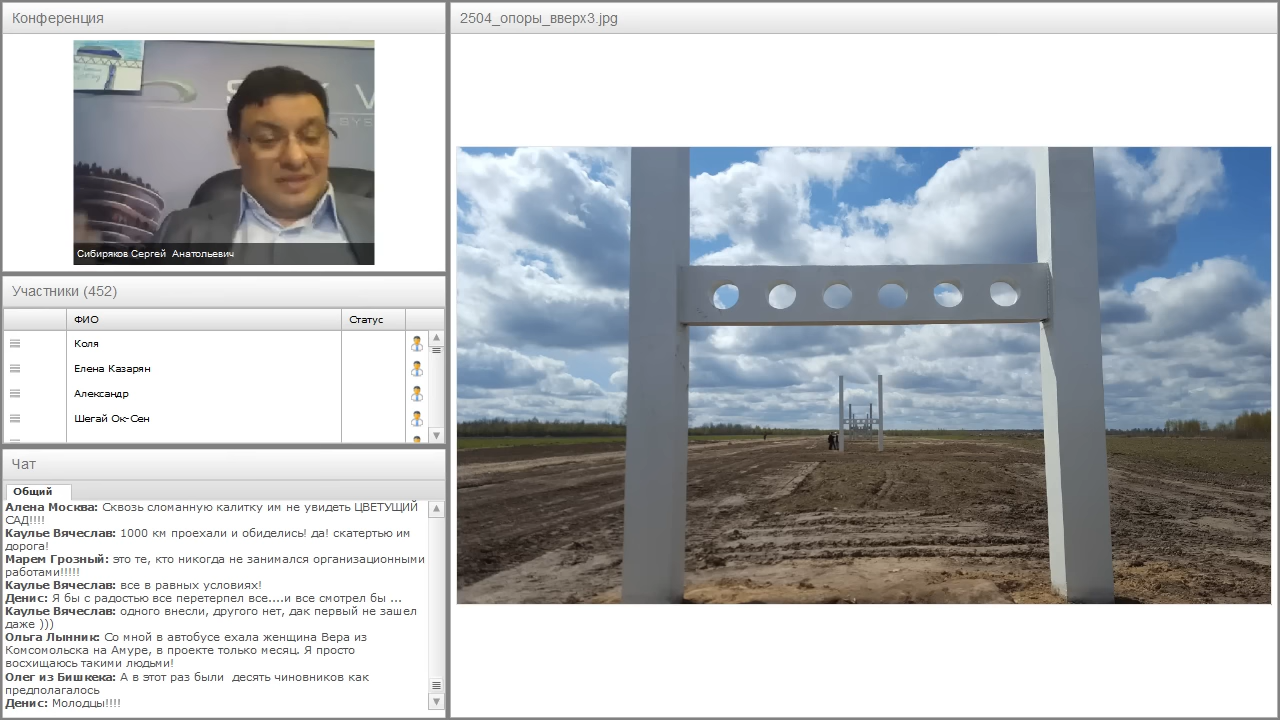 Конференция
2504_опоры_вверх3.jpg
Сибиряков Сергей Анатольевич
Участники (452)
ФИО
Статус
Коля
Елена Казарян
Александр
Шегай Ок-Сен
Чат
Общий
Алена Москва: Сквозь сломанную калитку им не увидеть ЦВЕТУЩИЙ
САД!!!!
Каулье Вячеслав: 1000 км проехали и обиделись! да! скатертью им
дорога!
Марем Грозный: это те, кто никогда не занимался организационными
работами!!!!!
Каулье Вячеслав: все в равных условиях!
Денис: Я бы с радостью все перетерпел все....и все смотрел бы ...
Каулье Вячеслав: одного внесли, другого нет, дак первый не зашел
даже )))
Ольга Лынник: Со мной в автобусе ехала женщина Вера из
Комсомольска на Амуре, в проекте только месяц. Я просто
восхищаюсь такими людьми!
Олег из Бишкека: А в этот раз были десять чиновников как
предполагалось
Денис: Молодцы!!!!